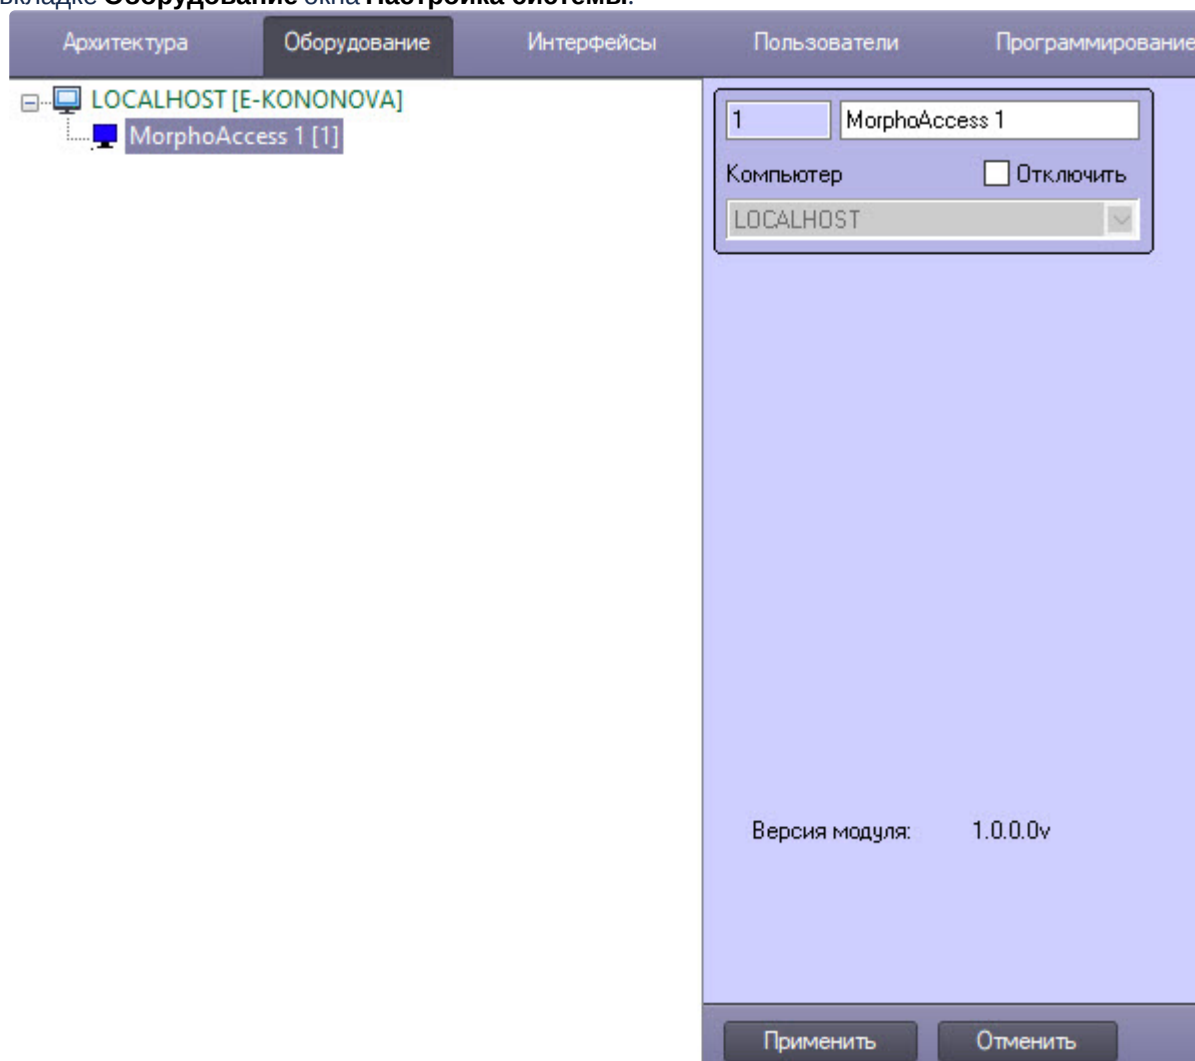 вкладке Оборудование окна Настройка системы.
Архитектура Оборудование Интерфейсы Пользователи Программирование
LOCALHOST [E-KONONOVA]
MorphoAccess 1 [1]
1 MorphoAccess 1
Компьютер Отключить
LOCALHOST
Версия модуля: 1.0.0.0v
Применить Отменить